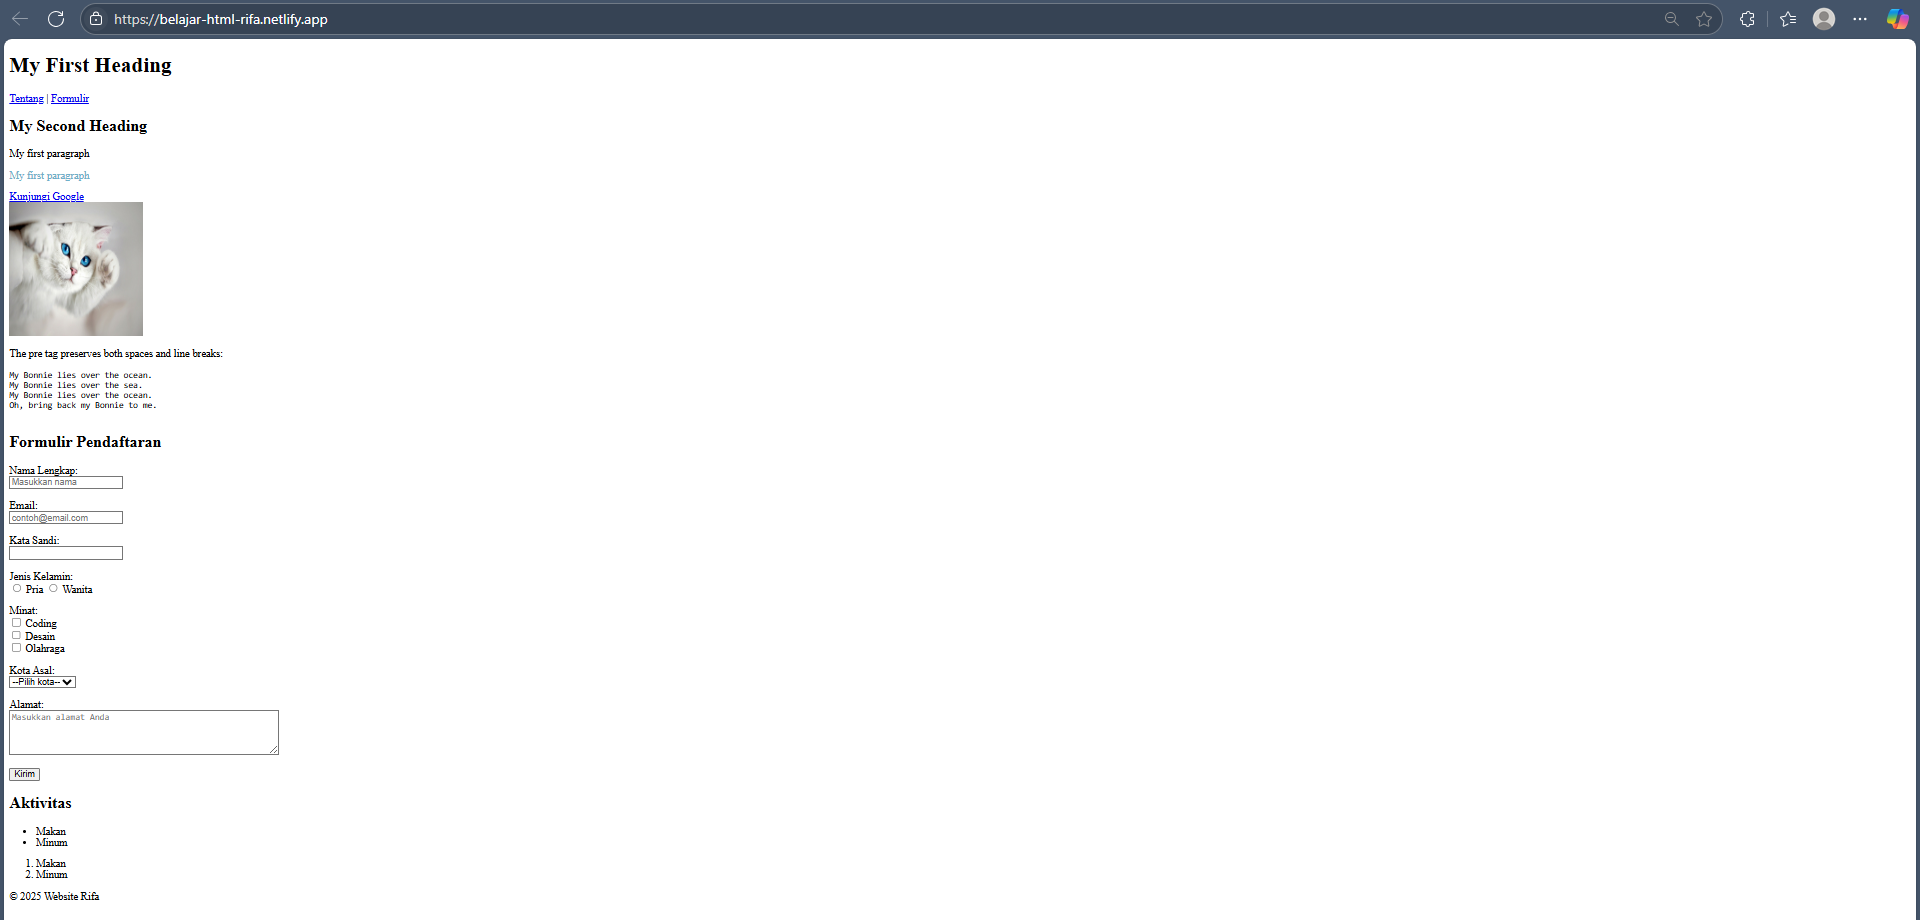 https://belajar-html-rifa.netlify.app
My First Heading
Tentang | Formulir
My Second Heading
My first paragraph
My first paragraph
Kunjungi Google
The pre tag preserves both spaces and line breaks:
My Bonnie lies over the ocean.
My Bonnie lies over the sea.
My Bonnie lies over the ocean.
Oh, bring back my Bonnie to me.
Formulir Pendaftaran
Nama Lengkap:
Masukkan nama
Email:
contoh@email.com
Kata Sandi:
Jenis Kelamin:
Pria Wanita
Minat:
Coding
Desain
Olahraga
Kota Asal:
--Pilih kota--
Alamat:
Masukkan alamat Anda
Kirim
Aktivitas
• Makan
• Minum
1. Makan
2. Minum
© 2025 Website Rifa